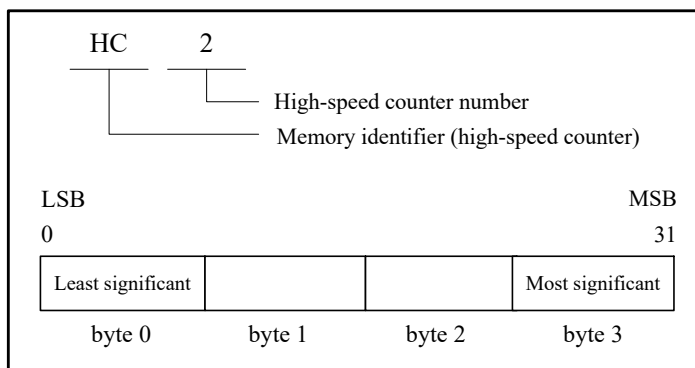 HC 2
High-speed counter number
Memory identifier (high-speed counter)
LSB MSB
0 31
Least significant Most significant
byte 0 byte 1 byte 2 byte 3